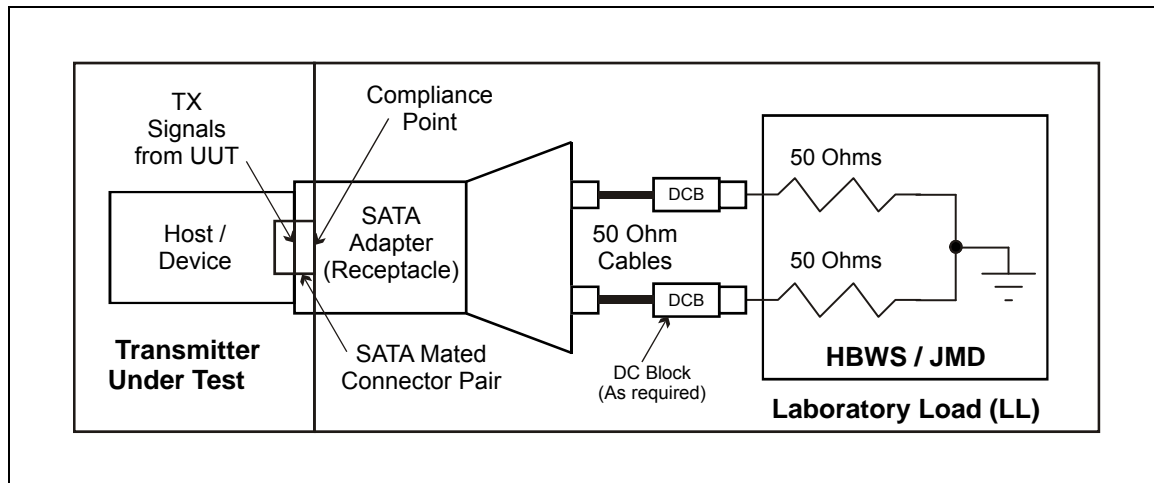 TX
Signals
from UUT
Compliance
Point
Host /
Device
SATA
Adapter
(Receptacle)
50 Ohm
Cables
DCB
DCB
50 Ohms
50 Ohms
HBWS / JMD
Transmitter
Under Test
SATA Mated
Connector Pair
DC Block
(As required)
Laboratory Load (LL)